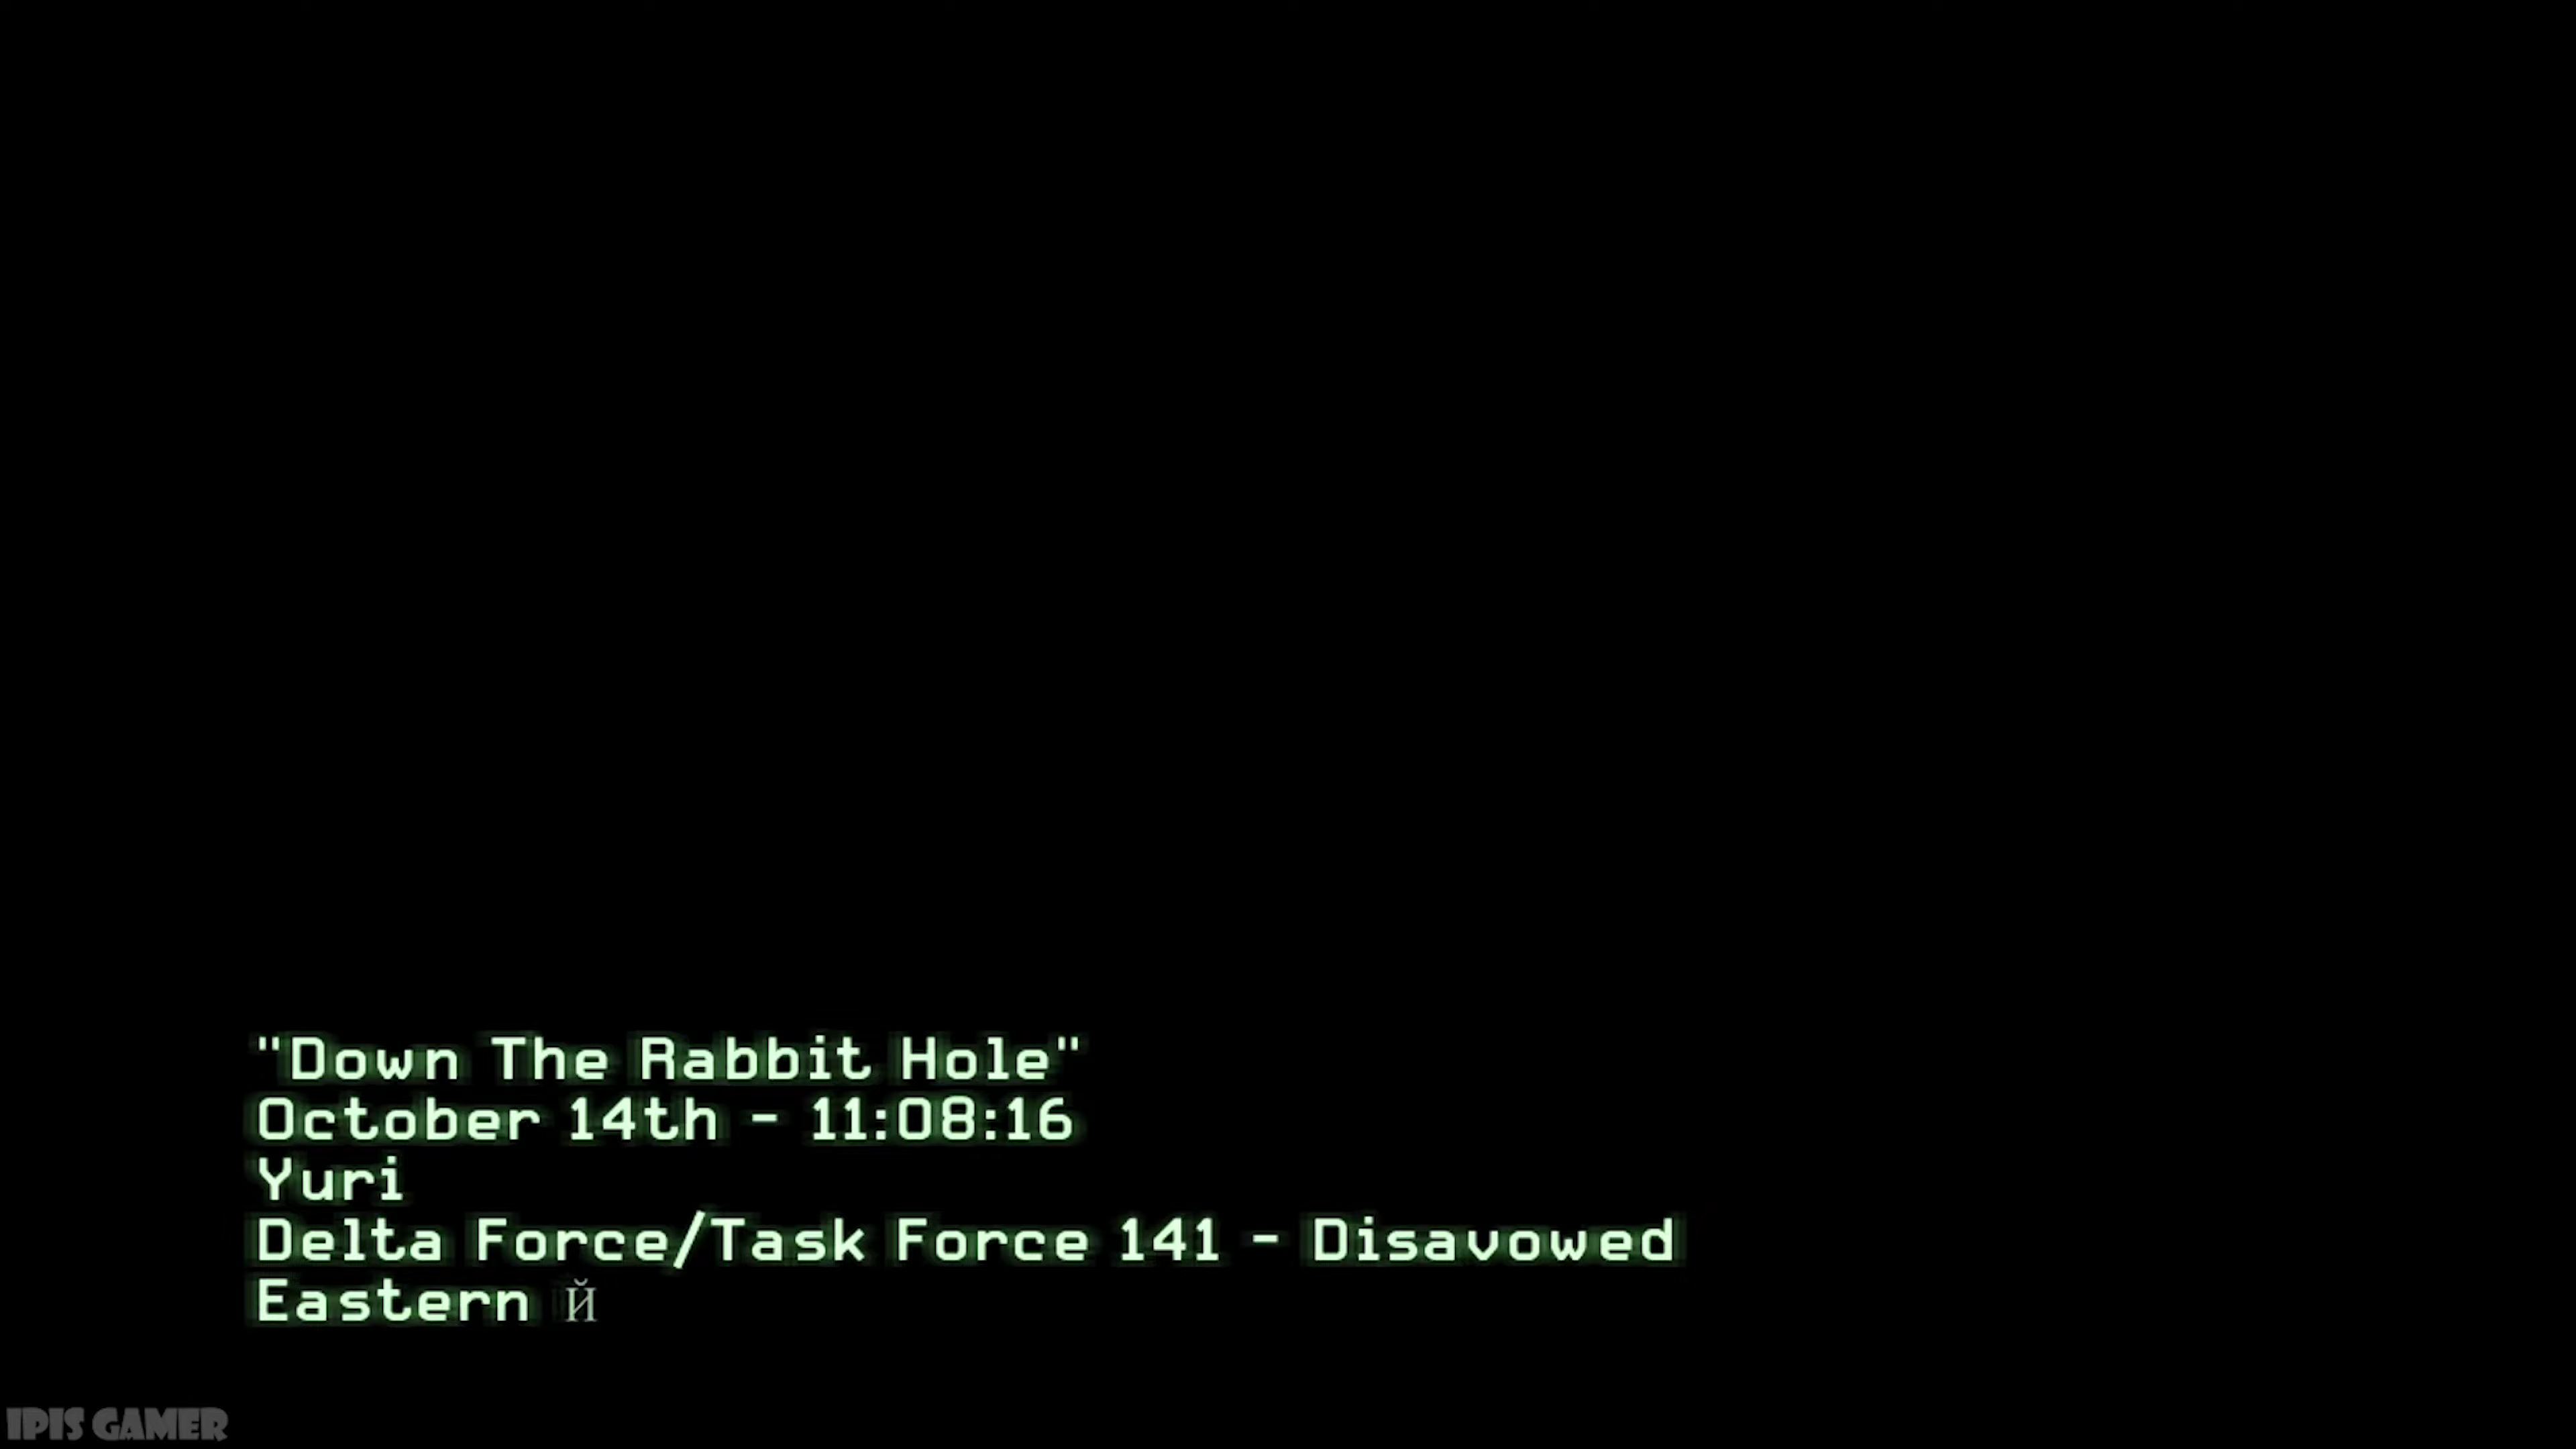 "Down The Rabbit Hole"
October 14th - 11:08:16
Yuri
Delta Force/Task Force 141 - Disavowed
Eastern Й
IPIS GAMER